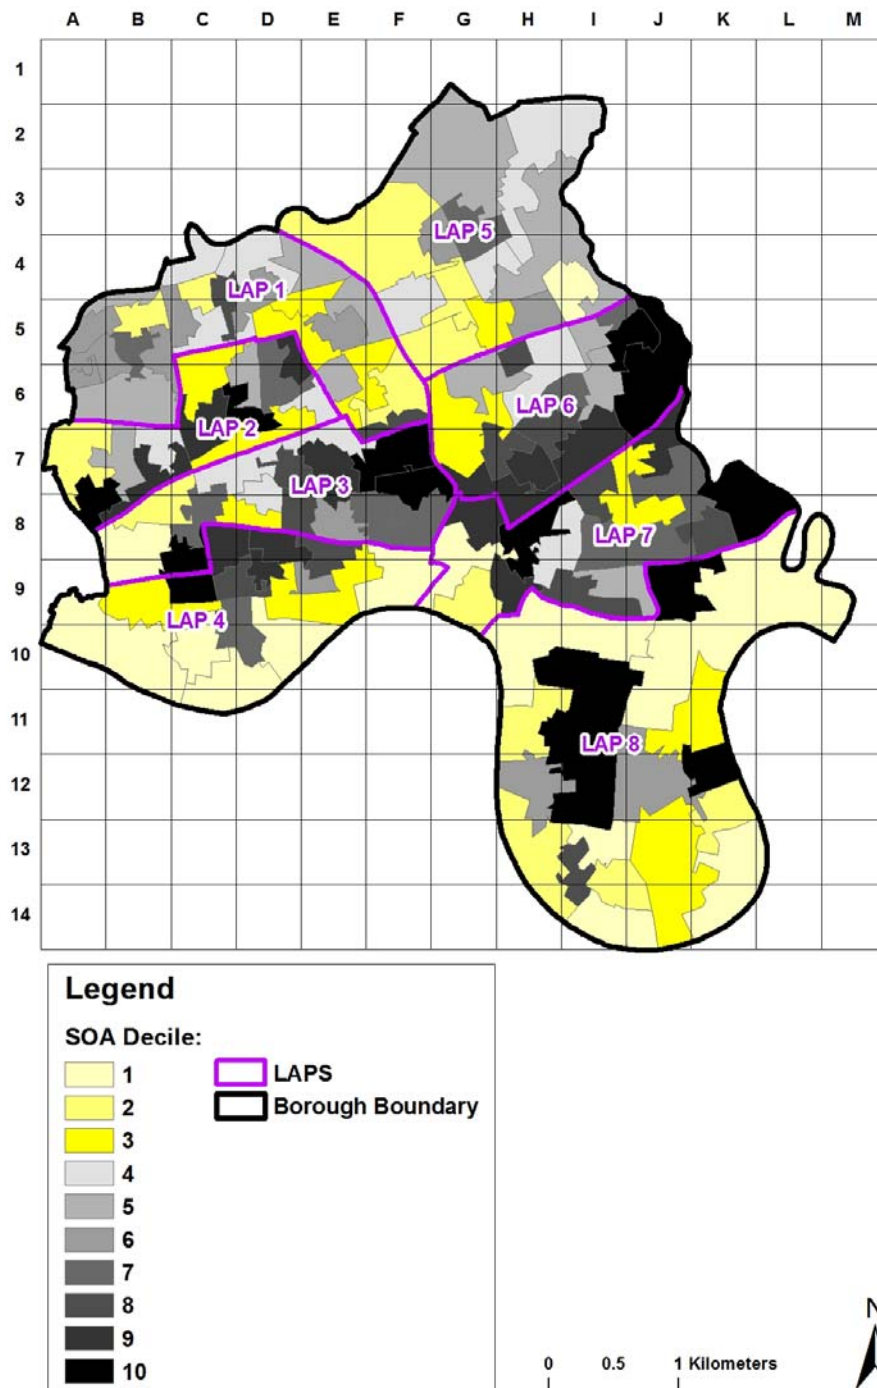 A B C D E F G H I J K L M
1
2
3
LAP 5
4
LAP 1
5
6
LAP 6
LAP 2
7
LAP 3
8
LAP 7
9
LAP 4
10
11
LAP 8
12
13
14
Legend
SOA Decile:
1
LAPS
2
Borough Boundary
3
4
5
6
7
8
9
10
N
0 0.5 1 Kilometers